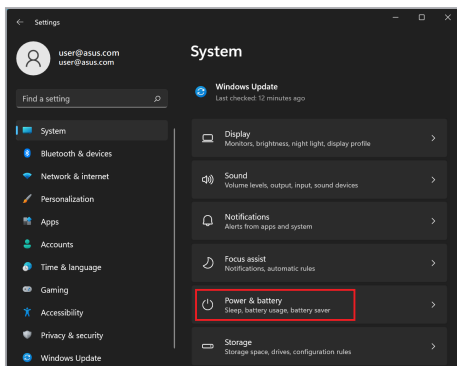 Settings
user@asus.com
user@asus.com
Find a setting
System
Bluetooth & devices
Network & internet
Personalization
Apps
Accounts
Time & language
Gaming
Accessibility
Privacy & security
Windows Update
System
Windows Update
Last checked: 12 minutes ago
Display
Monitors, brightness, night light, display profile
Sound
Volume levels, output, input, sound devices
Notifications
Alerts from apps and system
Focus assist
Notifications, automatic rules
Power & battery
Sleep, battery usage, battery saver
Storage
Storage space, drives, configuration rules